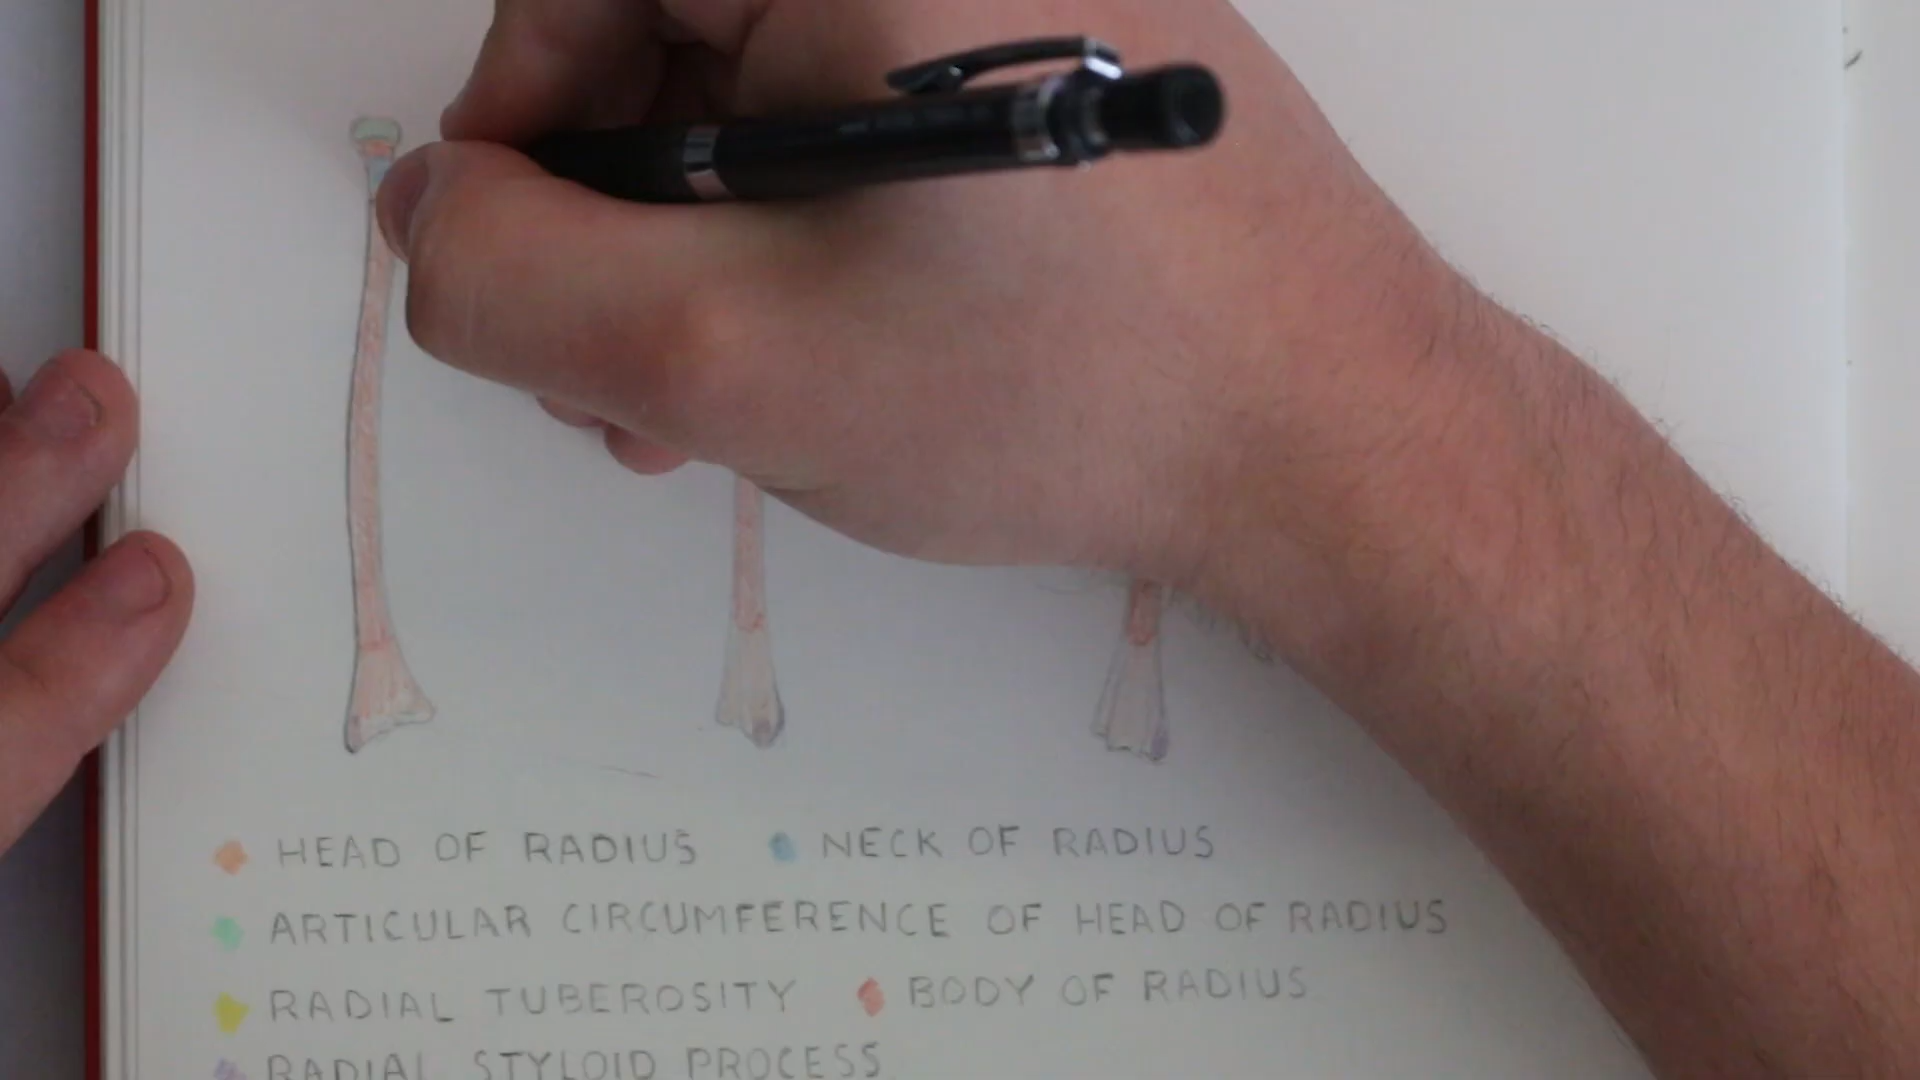 HEAD OF RADIUS NECK OF RADIUS
ARTICULAR CIRCUMFERENCE OF HEAD OF RADIUS
RADIAL TUBEROSITY BODY OF RADIUS
RADIAL STYLOID PROCESS